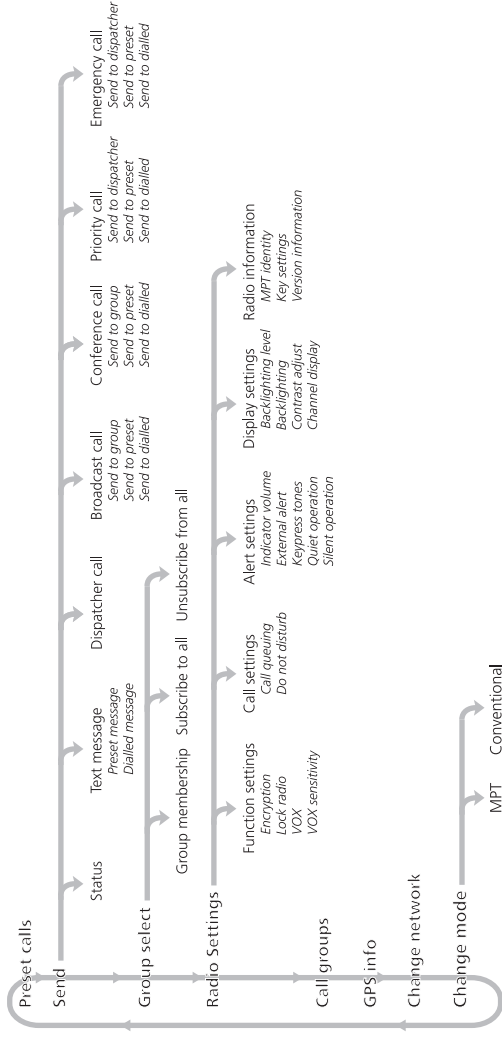 Preset calls
Send
Status
Text message
Preset message
Dialled message
Dispatcher call
Broadcast call
Send to group
Send to preset
Send to dialled
Conference call
Send to group
Send to preset
Send to dialled
Priority call
Send to dispatcher
Send to preset
Send to dialled
Emergency call
Send to dispatcher
Send to preset
Send to dialled
Group select
Group membership
Subscribe to all
Unsubscribe from all
Radio Settings
Function settings
Encryption
Lock radio
VOX
VOX sensitivity
Call settings
Call queuing
Do not disturb
Alert settings
Indicator volume
External alert
Keypress tones
Quiet operation
Silent operation
Display settings
Backlighting level
Backlighting
Contrast adjust
Channel display
Radio information
MPT identity
Key settings
Version information
Call groups
GPS info
Change network
Change mode
MPT
Conventional